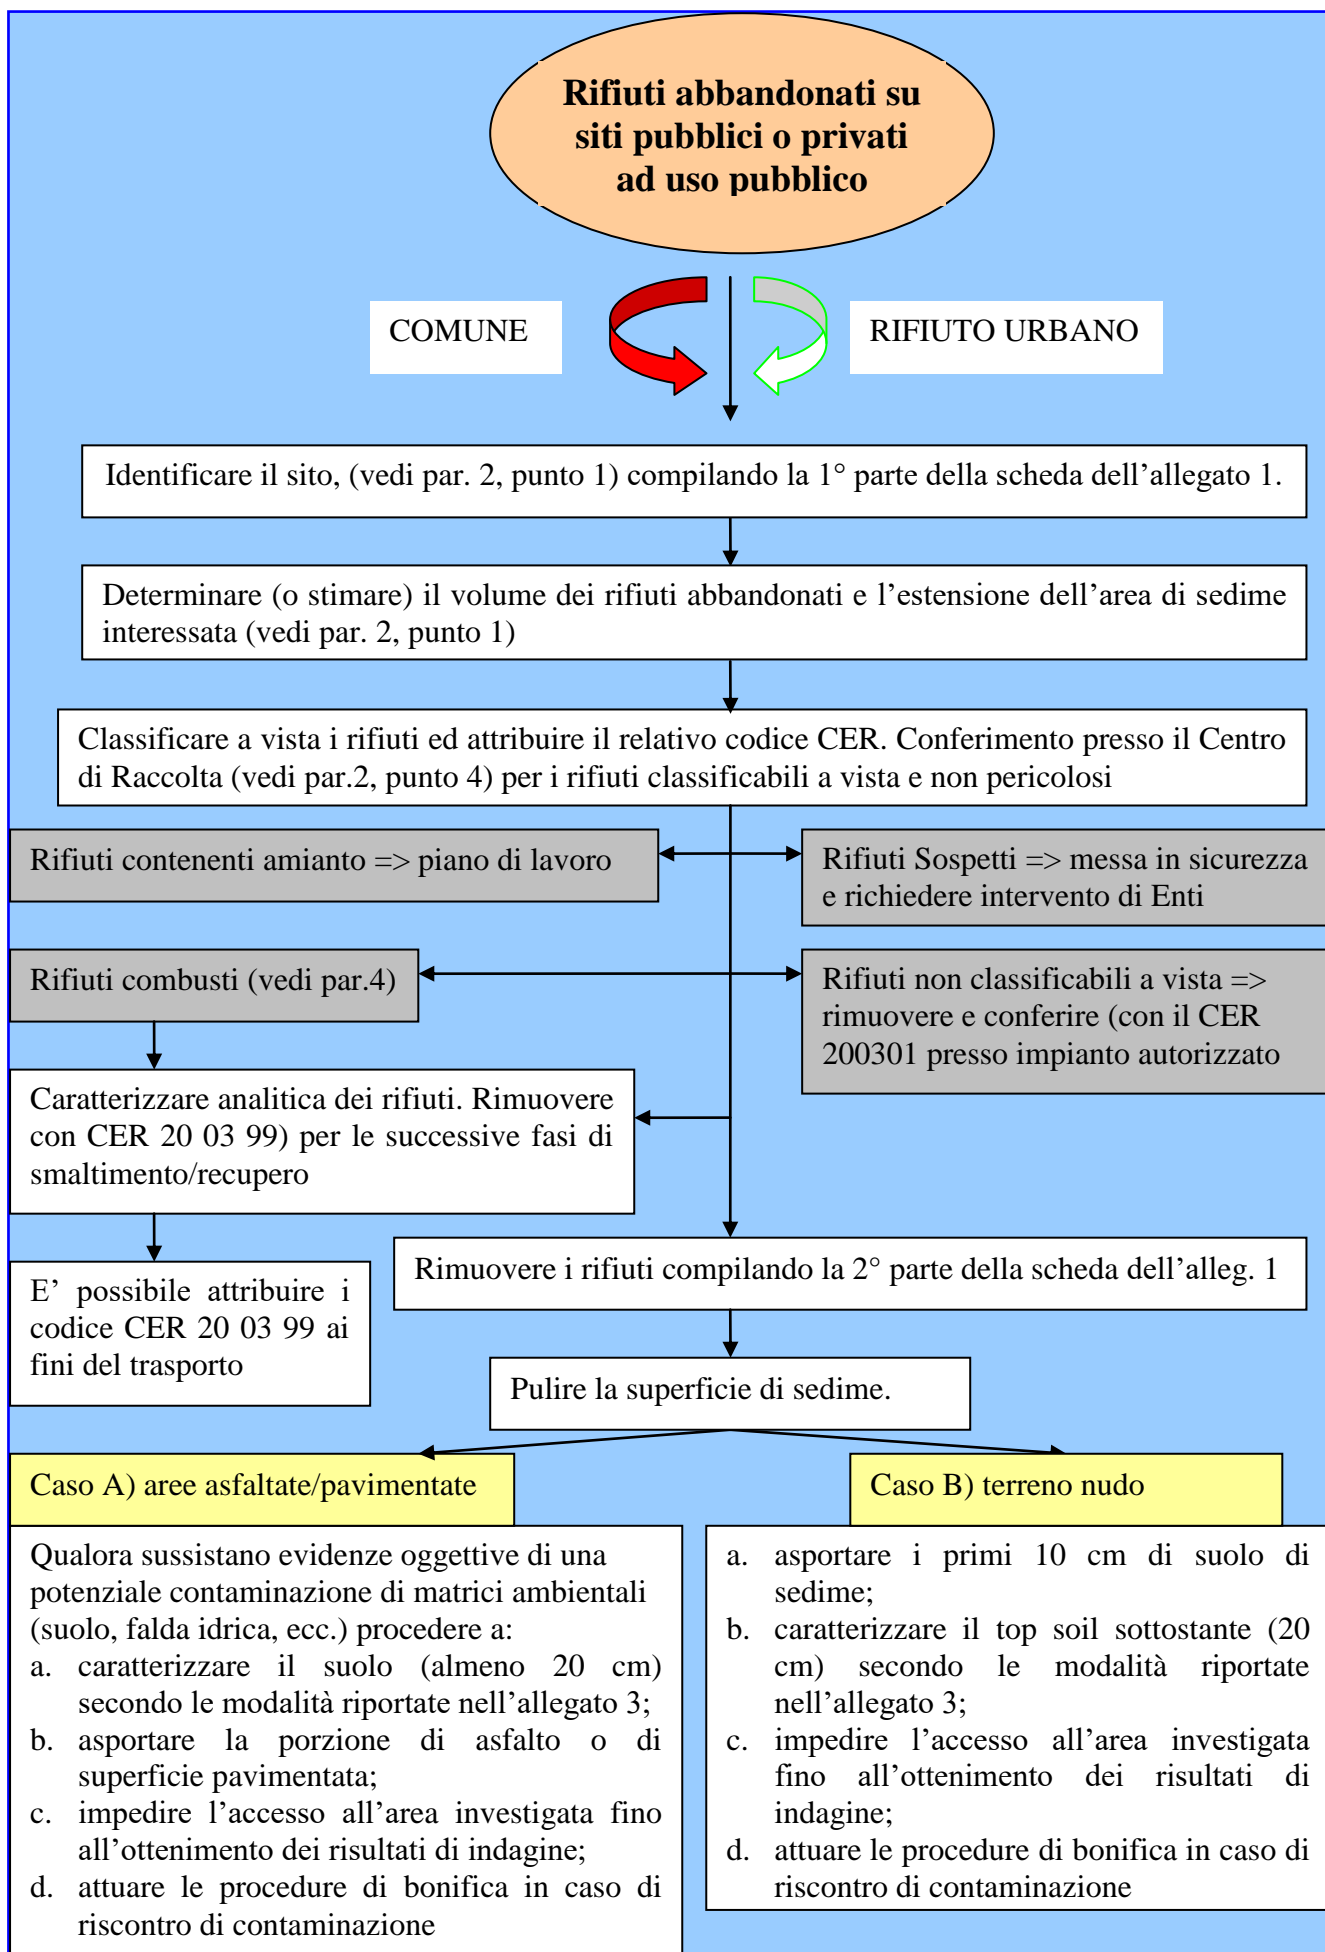 Rifiuti abbandonati su
siti pubblici o privati
ad uso pubblico
COMUNE
RIFIUTO URBANO
Identificare il sito, (vedi par. 2, punto 1) compilando la 1° parte della scheda dell’allegato 1.
Determinare (o stimare) il volume dei rifiuti abbandonati e l’estensione dell’area di sedime
interessata (vedi par. 2, punto 1)
Classificare a vista i rifiuti ed attribuire il relativo codice CER. Conferimento presso il Centro
di Raccolta (vedi par.2, punto 4) per i rifiuti classificabili a vista e non pericolosi
Rifiuti contenenti amianto => piano di lavoro
Rifiuti Sospetti => messa in sicurezza
e richiedere intervento di Enti
Rifiuti combusti (vedi par.4)
Rifiuti non classificabili a vista =>
rimuovere e conferire (con il CER
200301 presso impianto autorizzato
Caratterizzare analitica dei rifiuti. Rimuovere
con CER 20 03 99) per le successive fasi di
smaltimento/recupero
E’ possibile attribuire i
codice CER 20 03 99 ai
fini del trasporto
Rimuovere i rifiuti compilando la 2° parte della scheda dell’alleg. 1
Pulire la superficie di sedime.
Caso A) aree asfaltate/pavimentate
Qualora sussistano evidenze oggettive di una
potenziale contaminazione di matrici ambientali
(suolo, falda idrica, ecc.) procedere a:
a. caratterizzare il suolo (almeno 20 cm)
secondo le modalità riportate nell’allegato 3;
b. asportare la porzione di asfalto o di
superficie pavimentata;
c. impedire l’accesso all’area investigata fino
all’ottenimento dei risultati di indagine;
d. attuare le procedure di bonifica in caso di
riscontro di contaminazione
Caso B) terreno nudo
a. asportare i primi 10 cm di suolo di
sedime;
b. caratterizzare il top soil sottostante (20
cm) secondo le modalità riportate
nell’allegato 3;
c. impedire l’accesso all’area investigata
fino all’ottenimento dei risultati di
indagine;
d. attuare le procedure di bonifica in caso di
riscontro di contaminazione